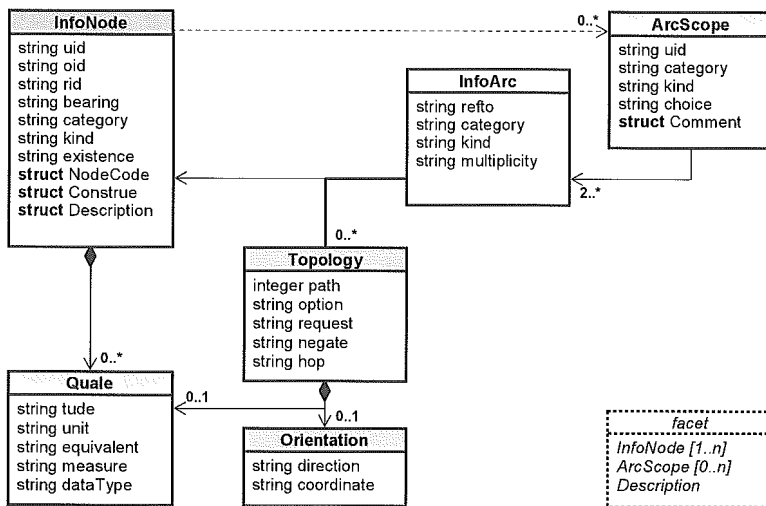 InfoNode
string uid
string oid
string rid
string bearing
string category
string kind
string existence
struct NodeCode
struct Construe
struct Description
0..*
ArcScope
string uid
string category
string kind
string choice
struct Comment
InfoArc
string refto
string category
string kind
string multiplicity
2..*
0..*
Topology
integer path
string option
string request
string negate
string hop
0..*
Quale
string tude
string unit
string equivalent
string measure
string dataType
0..1
0..1
Orientation
string direction
string coordinate
facet
InfoNode [1..n]
ArcScope [0..n]
Description